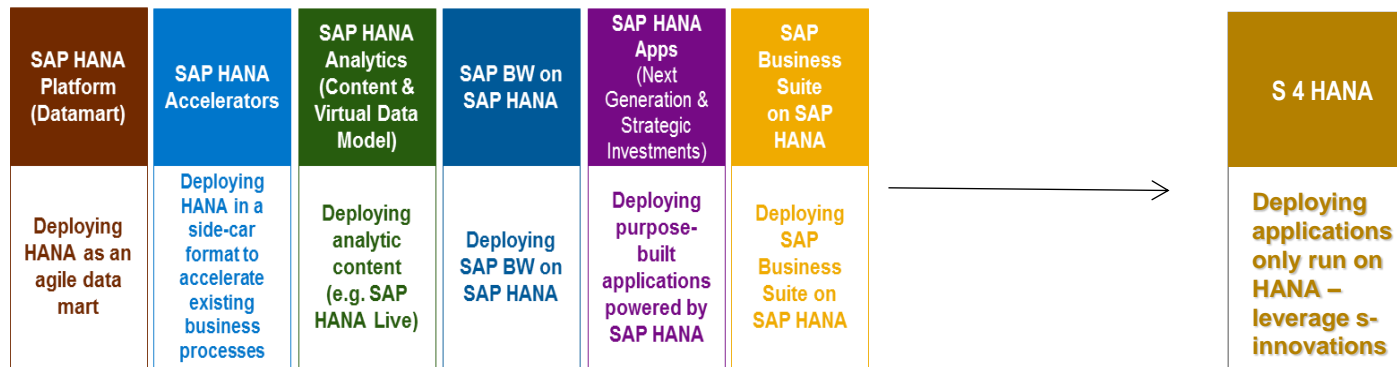 SAP HANA
Platform
(Datamart)
Deploying
HANA as an
agile data
mart
SAP HANA
Accelerators
Deploying
HANA in a
side-car
format to
accelerate
existing
business
processes
SAP HANA
Analytics
(Content &
Virtual Data
Model)
Deploying
analytic
content
(e.g. SAP
HANA Live)
SAP BW on
SAP HANA
Deploying
SAP BW on
SAP HANA
SAP HANA
Apps
(Next
Generation &
Strategic
Investments)
Deploying
purpose-
built
applications
powered by
SAP HANA
SAP
Business
Suite
on SAP
HANA
Deploying
SAP
Business
Suite on
SAP HANA
S 4 HANA
Deploying
applications
only run on
HANA –
leverage s-
innovations